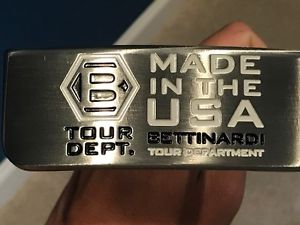 B
TOUR
DEPT.
MADE
IN THE
USA
BETTINARDI
TOUR DEPARTMENT